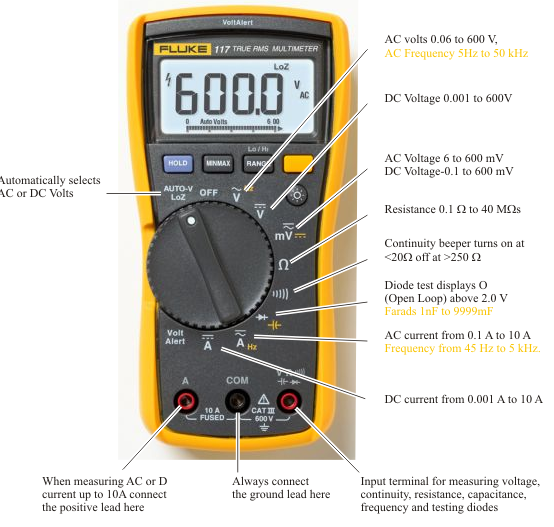 VoltAlert
FLUKE 117 TRUE RMS MULTIMETER
LoZ
600.0 V AC
0 Auto Volts 600
Lo / Hi
HOLD MINMAX RANGE
AUTO-V LoZ
OFF
V Hz
V
mV
Ω
Volt Alert
A
A Hz
A COM V Ω
10 A FUSED
CAT III 600 V
AC volts 0.06 to 600 V,
AC Frequency 5Hz to 50 kHz
DC Voltage 0.001 to 600V
AC Voltage 6 to 600 mV
DC Voltage-0.1 to 600 mV
Resistance 0.1 Ω to 40 MΩs
Continuity beeper turns on at
<20Ω off at >250 Ω
Diode test displays O
(Open Loop) above 2.0 V
Farads 1nF to 9999mF
AC current from 0.1 A to 10 A
Frequency from 45 Hz to 5 kHz.
DC current from 0.001 A to 10 A
Automatically selects
AC or DC Volts
When measuring AC or D
current up to 10A connect
the positive lead here
Always connect
the ground lead here
Input terminal for measuring voltage,
continuity, resistance, capacitance,
frequency and testing diodes